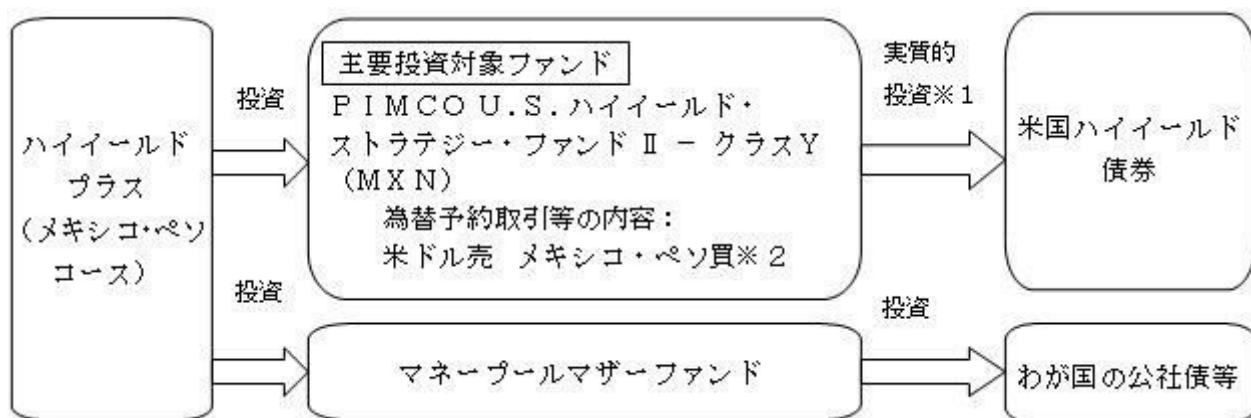 ハイイールド
プラス
（メキシコ・ペソ
コース）
投資
主要投資対象ファンド
ＰＩＭＣＯ Ｕ.Ｓ.ハイイールド・
ストラテジー・ファンド Ⅱ － クラスＹ
（ＭＸＮ）
為替予約取引等の内容：
米ドル売　メキシコ・ペソ買※２
実質的
投資※１
米国ハイイールド
債券
投資
マネープールマザーファンド
投資
わが国の公社債等